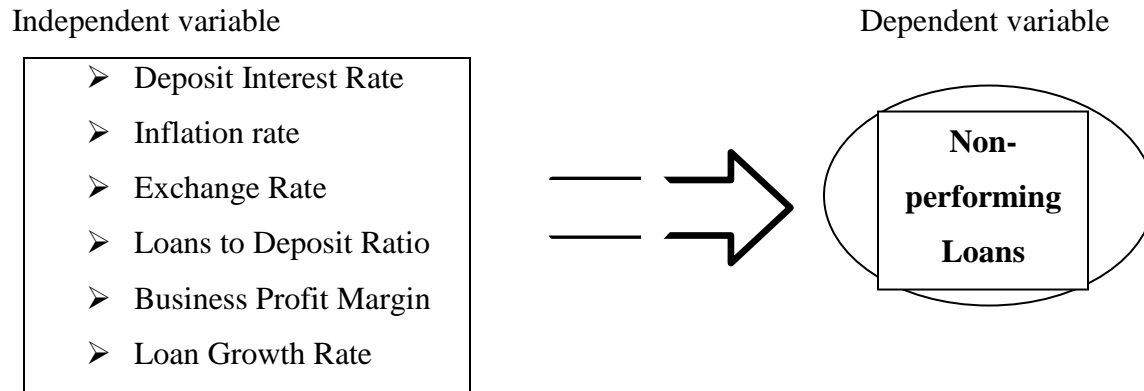 Independent variable
Dependent variable
➢ Deposit Interest Rate
➢ Inflation rate
➢ Exchange Rate
➢ Loans to Deposit Ratio
➢ Business Profit Margin
➢ Loan Growth Rate
Non-
performing
Loans